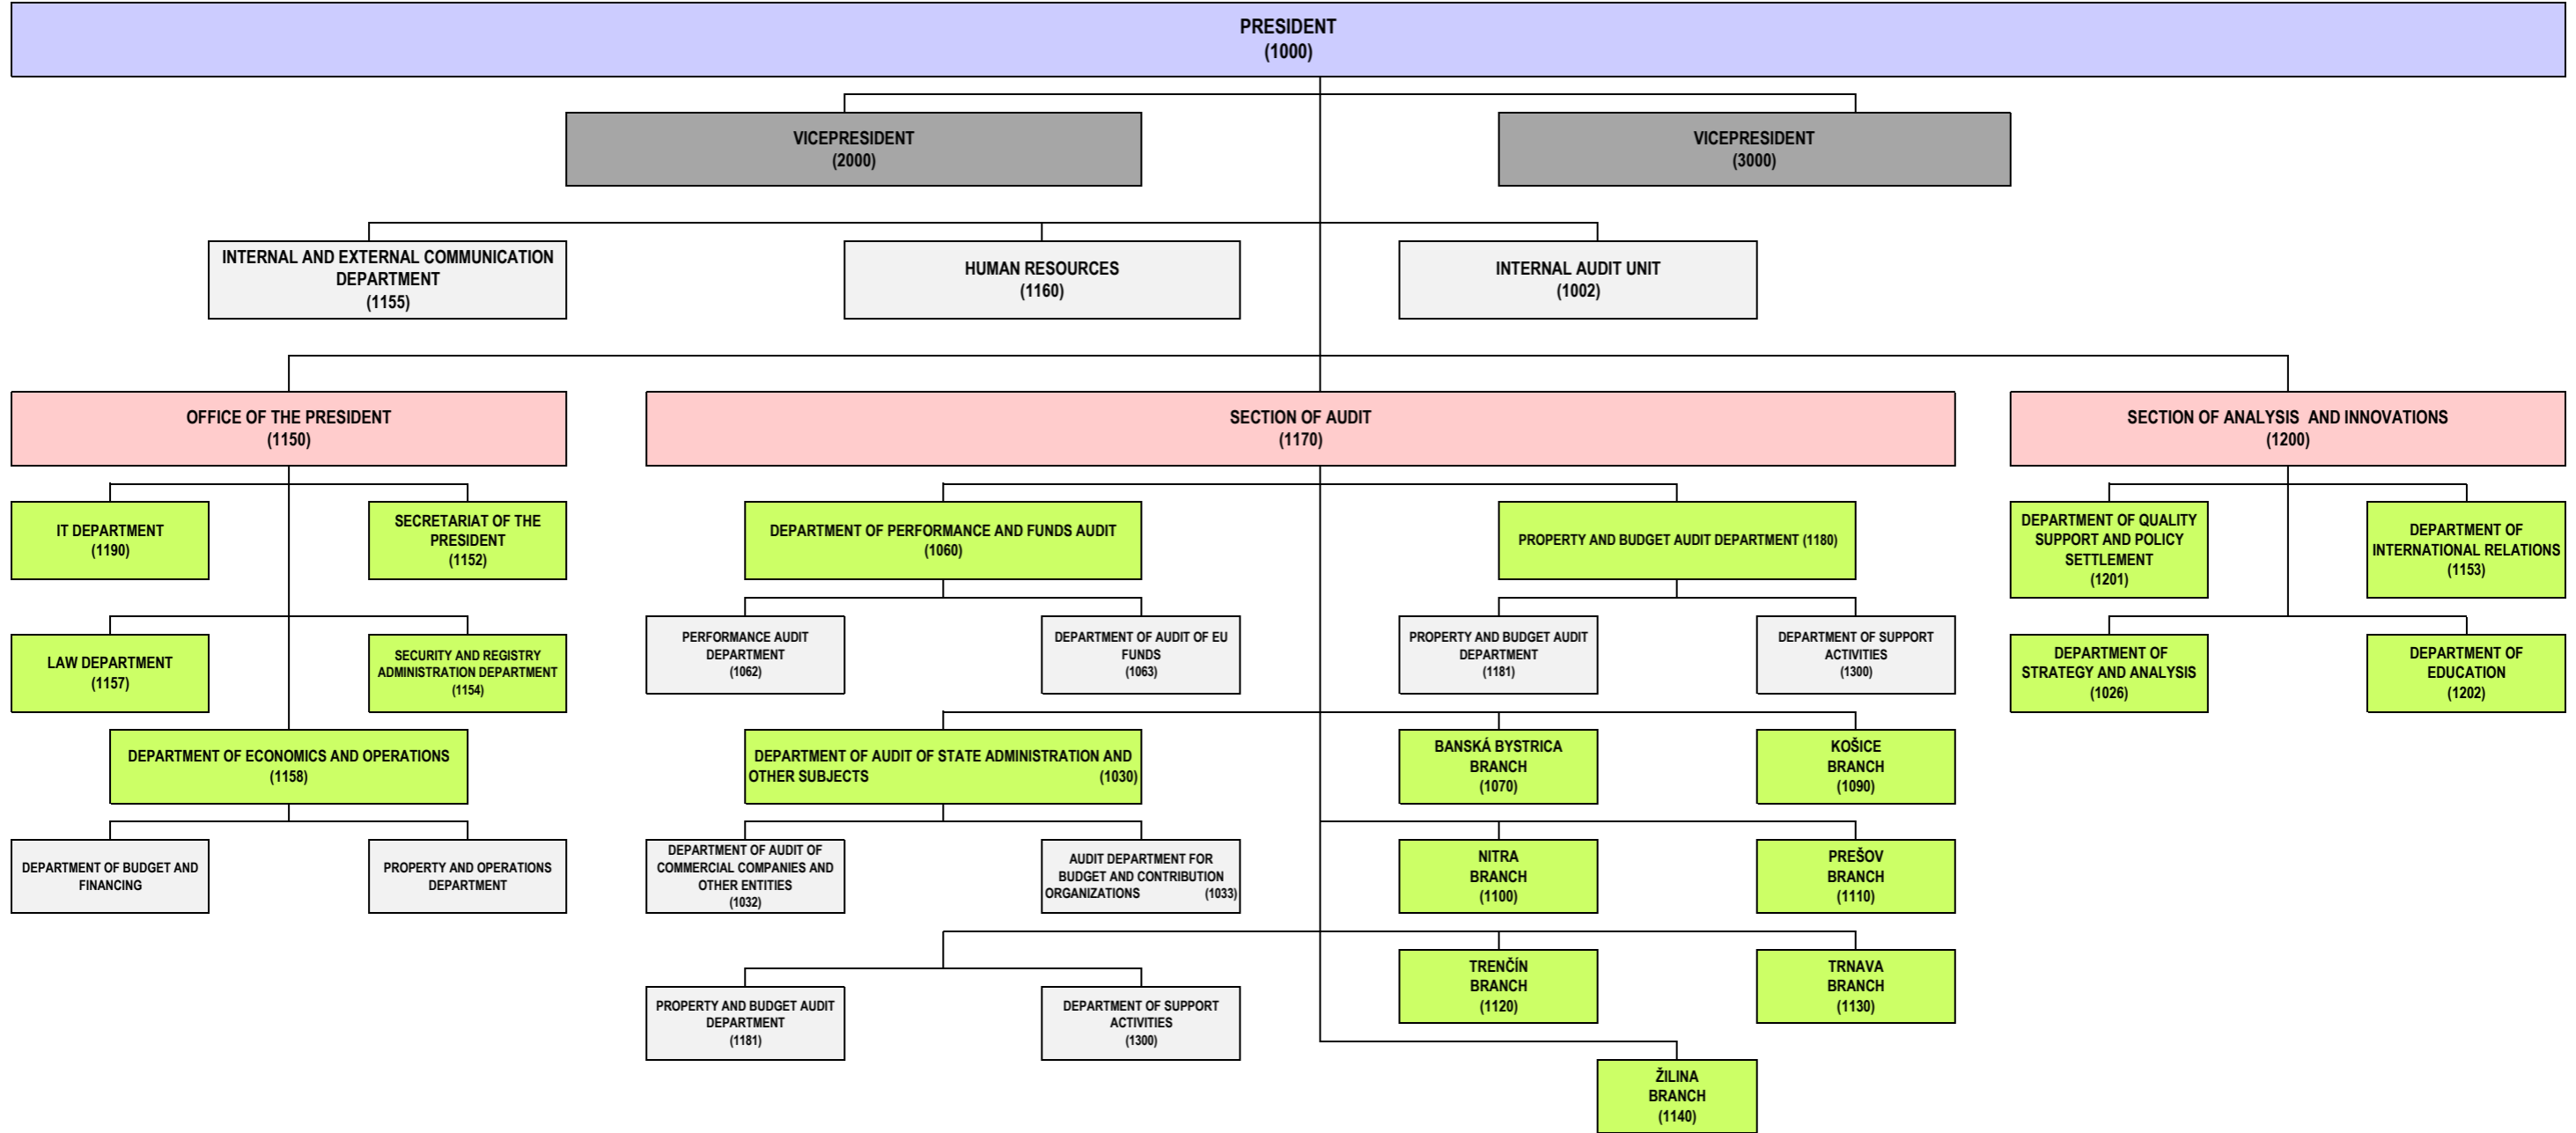 PRESIDENT
(1000)
VICEPRESIDENT
(2000)
VICEPRESIDENT
(3000)
INTERNAL AND EXTERNAL COMMUNICATION
DEPARTMENT
(1155)
HUMAN RESOURCES
(1160)
INTERNAL AUDIT UNIT
(1002)
OFFICE OF THE PRESIDENT
(1150)
SECTION OF AUDIT
(1170)
SECTION OF ANALYSIS  AND INNOVATIONS
(1200)
IT DEPARTMENT
(1190)
SECRETARIAT OF THE
PRESIDENT
(1152)
DEPARTMENT OF PERFORMANCE AND FUNDS AUDIT
(1060)
PROPERTY AND BUDGET AUDIT DEPARTMENT (1180)
DEPARTMENT OF QUALITY
SUPPORT AND POLICY
SETTLEMENT
(1201)
DEPARTMENT OF
INTERNATIONAL RELATIONS
(1153)
LAW DEPARTMENT
(1157)
SECURITY AND REGISTRY
ADMINISTRATION DEPARTMENT
(1154)
PERFORMANCE AUDIT
DEPARTMENT
(1062)
DEPARTMENT OF AUDIT OF EU
FUNDS
(1063)
PROPERTY AND BUDGET AUDIT
DEPARTMENT
(1181)
DEPARTMENT OF SUPPORT
ACTIVITIES
(1300)
DEPARTMENT OF
STRATEGY AND ANALYSIS
(1026)
DEPARTMENT OF
EDUCATION
(1202)
DEPARTMENT OF ECONOMICS AND OPERATIONS
(1158)
DEPARTMENT OF AUDIT OF STATE ADMINISTRATION AND
OTHER SUBJECTS (1030)
BANSKÁ BYSTRICA
BRANCH
(1070)
KOŠICE
BRANCH
(1090)
DEPARTMENT OF BUDGET AND
FINANCING
PROPERTY AND OPERATIONS
DEPARTMENT
DEPARTMENT OF AUDIT OF
COMMERCIAL COMPANIES AND
OTHER ENTITIES
(1032)
AUDIT DEPARTMENT FOR
BUDGET AND CONTRIBUTION
ORGANIZATIONS (1033)
NITRA
BRANCH
(1100)
PREŠOV
BRANCH
(1110)
PROPERTY AND BUDGET AUDIT
DEPARTMENT
(1181)
DEPARTMENT OF SUPPORT
ACTIVITIES
(1300)
TRENČÍN
BRANCH
(1120)
TRNAVA
BRANCH
(1130)
ŽILINA
BRANCH
(1140)